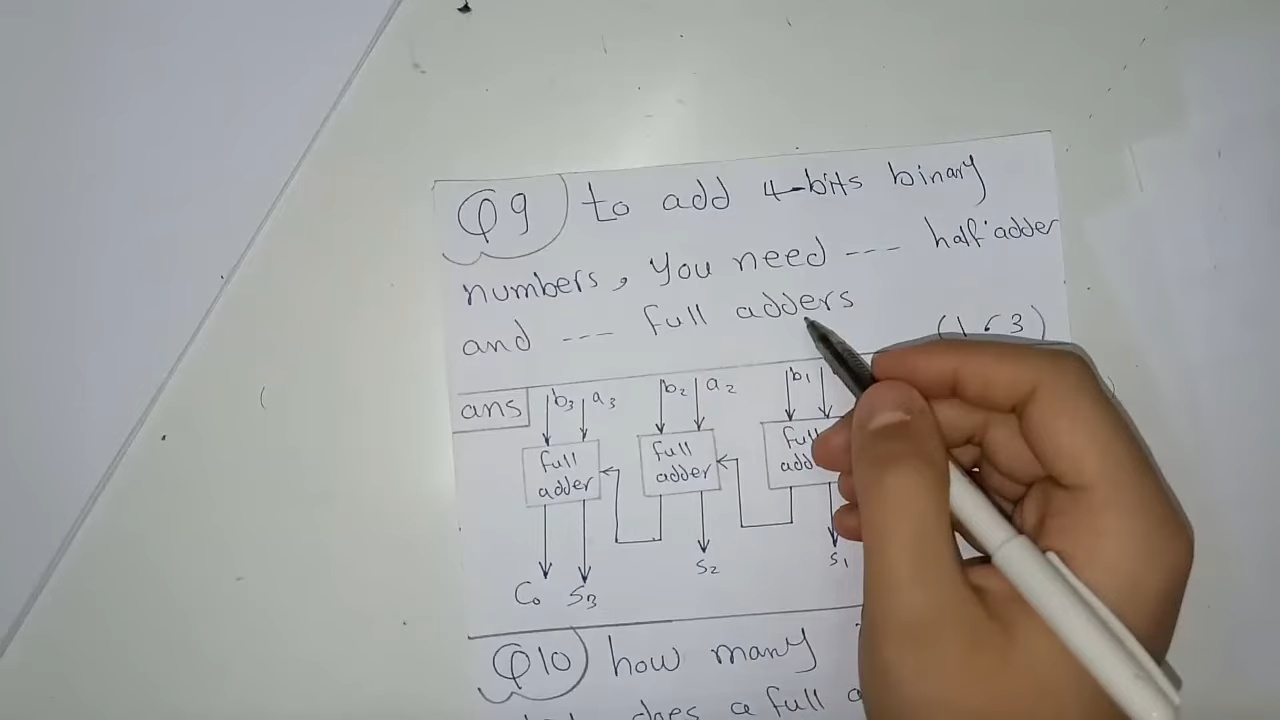 Q9) to add 4-bits binary
numbers, you need --- half adder
and --- full adders (1, 3)
ans
b3 a3 b2 a2 b1
full adder full adder
C0 S3 S2 S1
Q10) how many
does a full